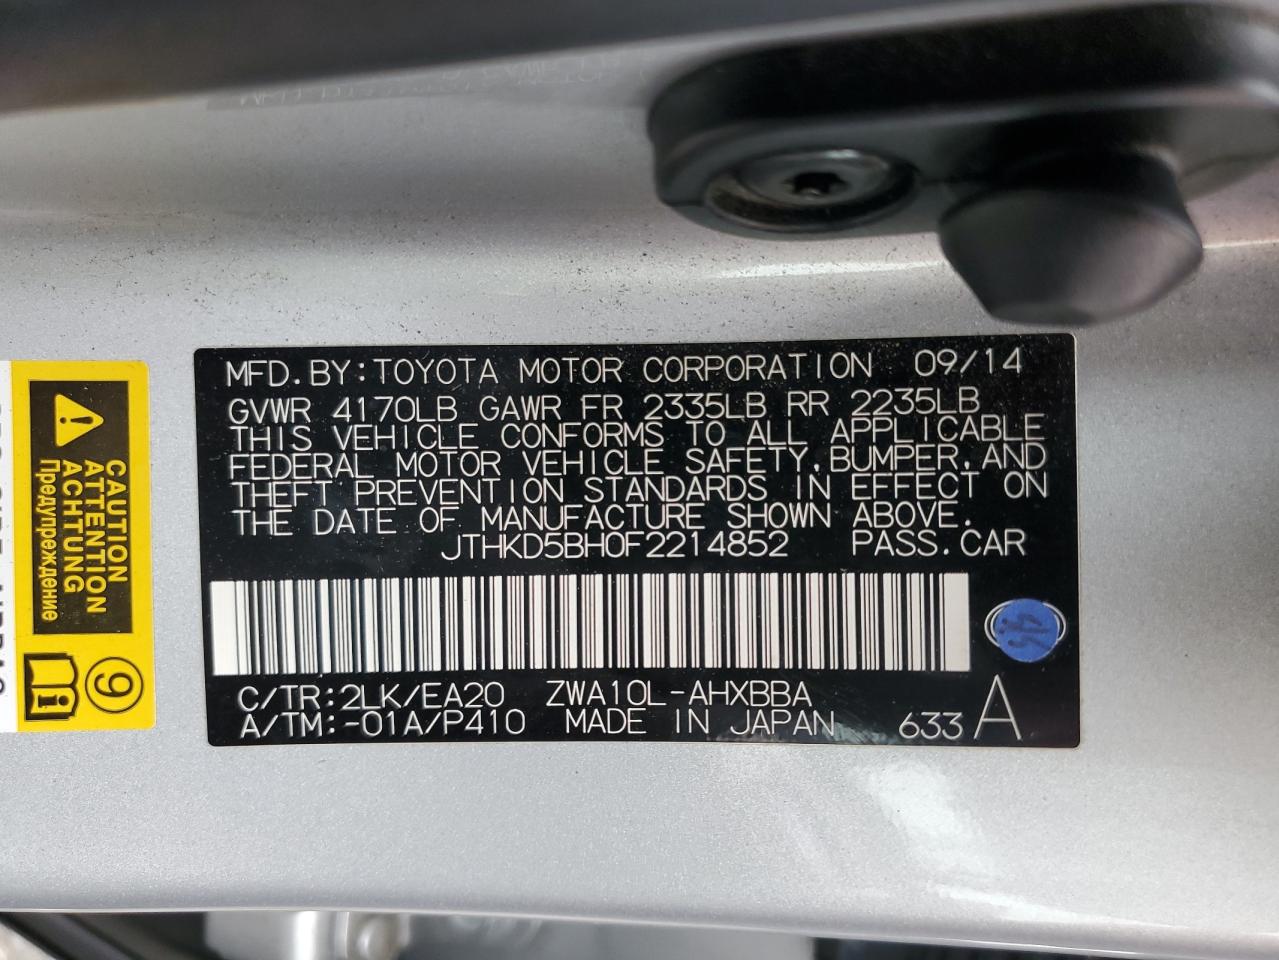 MFD.BY:TOYOTA MOTOR CORPORATION 09/14
GVWR 4170LB GAWR FR 2335LB RR 2235LB
THIS VEHICLE CONFORMS TO ALL APPLICABLE
FEDERAL MOTOR VEHICLE SAFETY,BUMPER,AND
THEFT PREVENTION STANDARDS IN EFFECT ON
THE DATE OF MANUFACTURE SHOWN ABOVE.
JTHKD5BH0F2214852 PASS.CAR
C/TR:2LK/EA20 ZWA10L-AHXBBA
A/TM:-01A/P410 MADE IN JAPAN 633 A
CAUTION
ATTENTION
ACHTUNG
Предупреждение
9